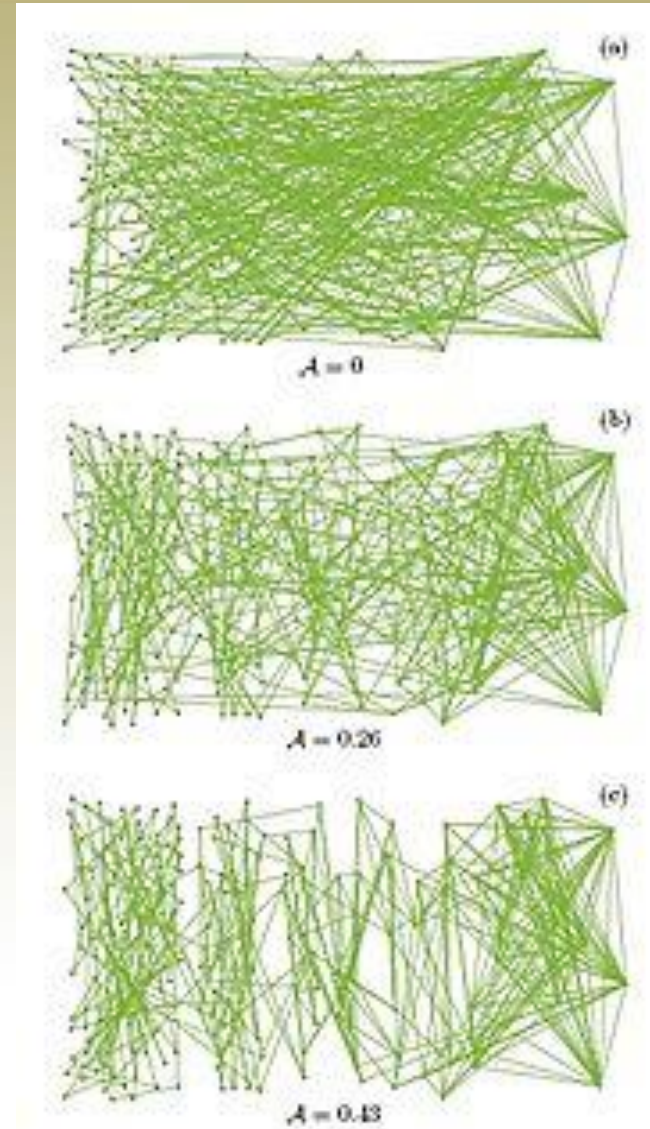 (a)
𝒜 = 0
(b)
𝒜 = 0.26
(c)
𝒜 = 0.43